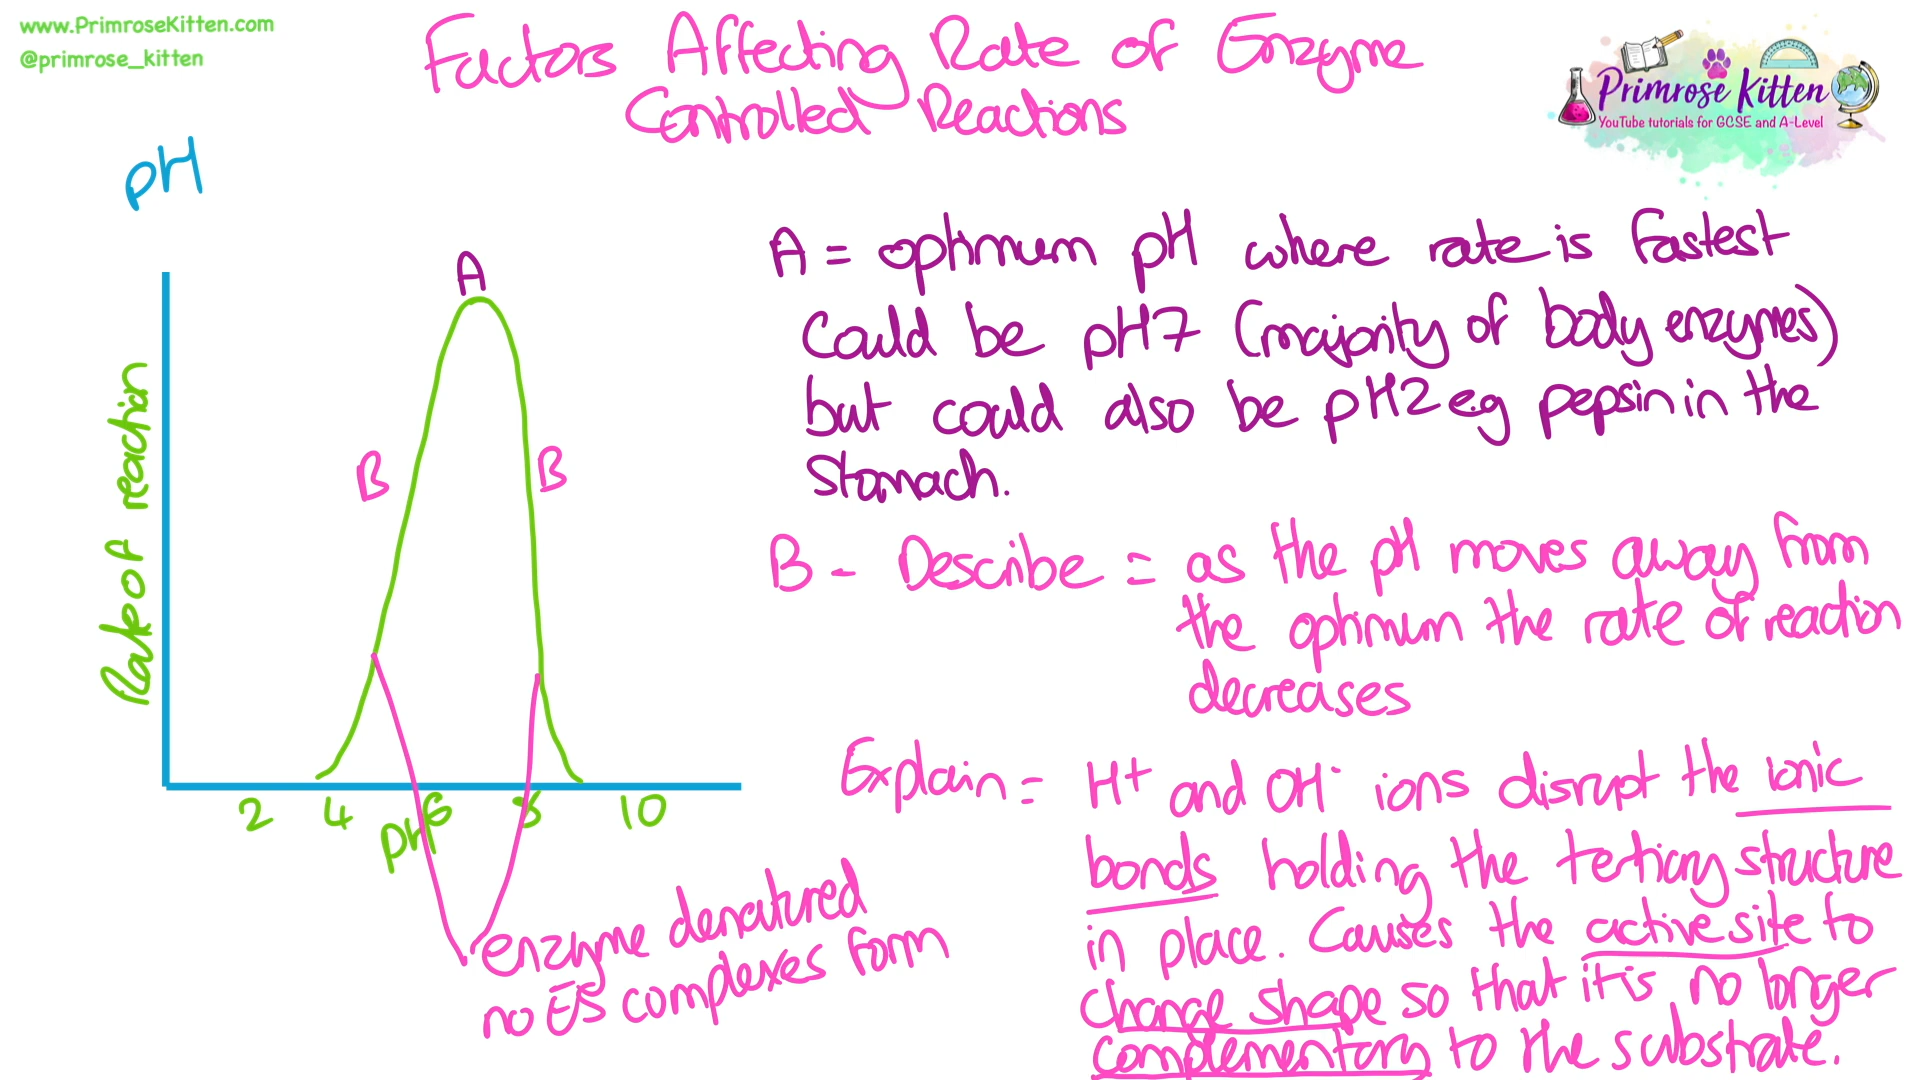 www.PrimroseKitten.com
@primrose_kitten
Factors Affecting Rate of Enzyme
Controlled Reactions
Primrose Kitten
YouTube tutorials for GCSE and A-Level
pH
A
B
B
Rate of reaction
2 4 6 8 10
pH
enzyme denatured
no ES complexes form
A = optimum pH where rate is fastest
Could be pH7 (majority of body enzymes)
but could also be pH2 e.g pepsin in the
Stomach.
B - Describe = as the pH moves away from
the optimum the rate of reaction
decreases
Explain = H+ and OH- ions disrupt the ionic
bonds holding the tertiary structure
in place. Causes the active site to
change shape so that it is no longer
complementary to the substrate.